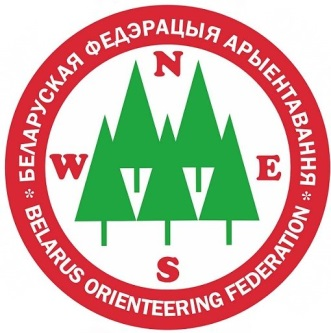 БЕЛАРУСКАЯ ФЕДЭРАЦЫЯ АРЫЕНТАВАННЯ
N
W E
S
* BELARUS ORIENTEERING FEDERATION *